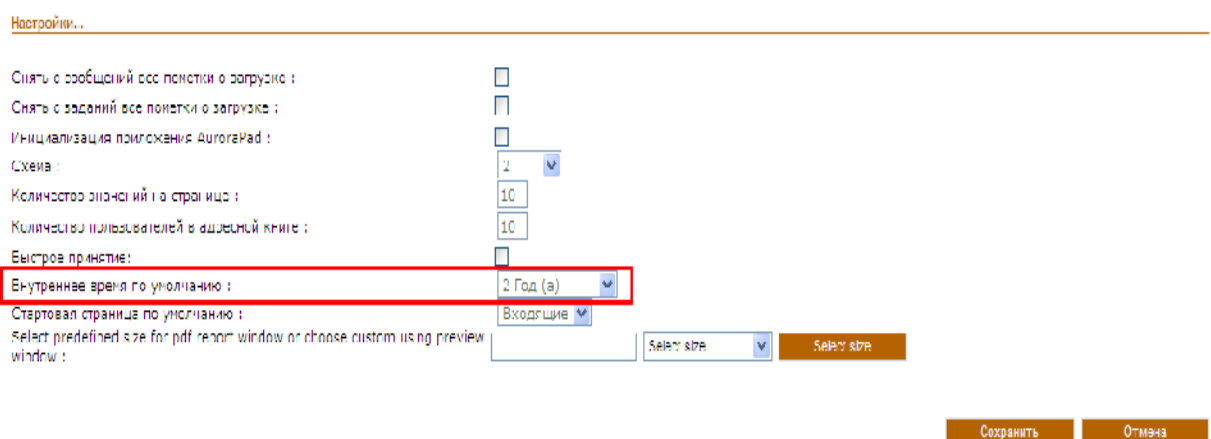 Настройки...
Снять с сообщений все пометки о загрузке :
Снять с заданий все пометки о загрузке :
Инициализация приложения AuroraPad :
Схема : 2
Количество значений на странице : 10
Количество пользователей в адресной книге : 10
Быстрое принятие:
Внутреннее время по умолчанию : 2 Год (а)
Стартовая страница по умолчанию : Входящие
Select predefined size for pdf report window or choose custom using preview
window : Select size Select size
Сохранить Отмена